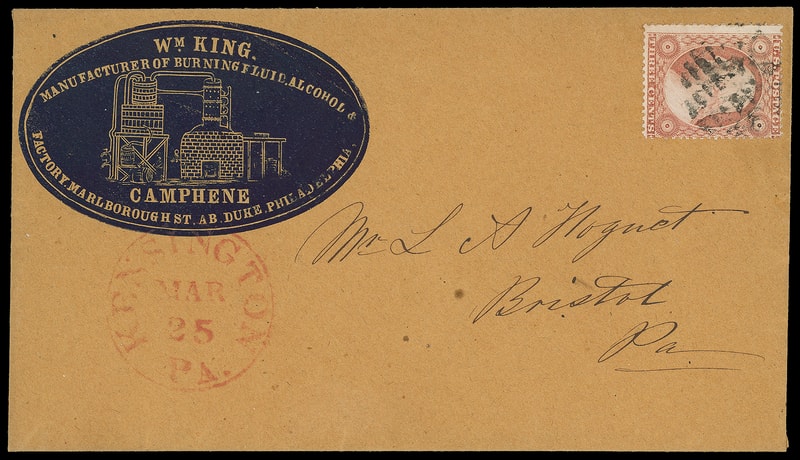 Wᴹ KING.
MANUFACTURER OF BURNING FLUID, ALCOHOL &
CAMPHENE
FACTORY, MARLBOROUGH ST, AB. DUKE, PHILADELPHIA,
U.S. POSTAGE
THREE CENTS.
Mr L A Hoguet
Bristol
Pa
KENSINGTON
MAR
25
PA.